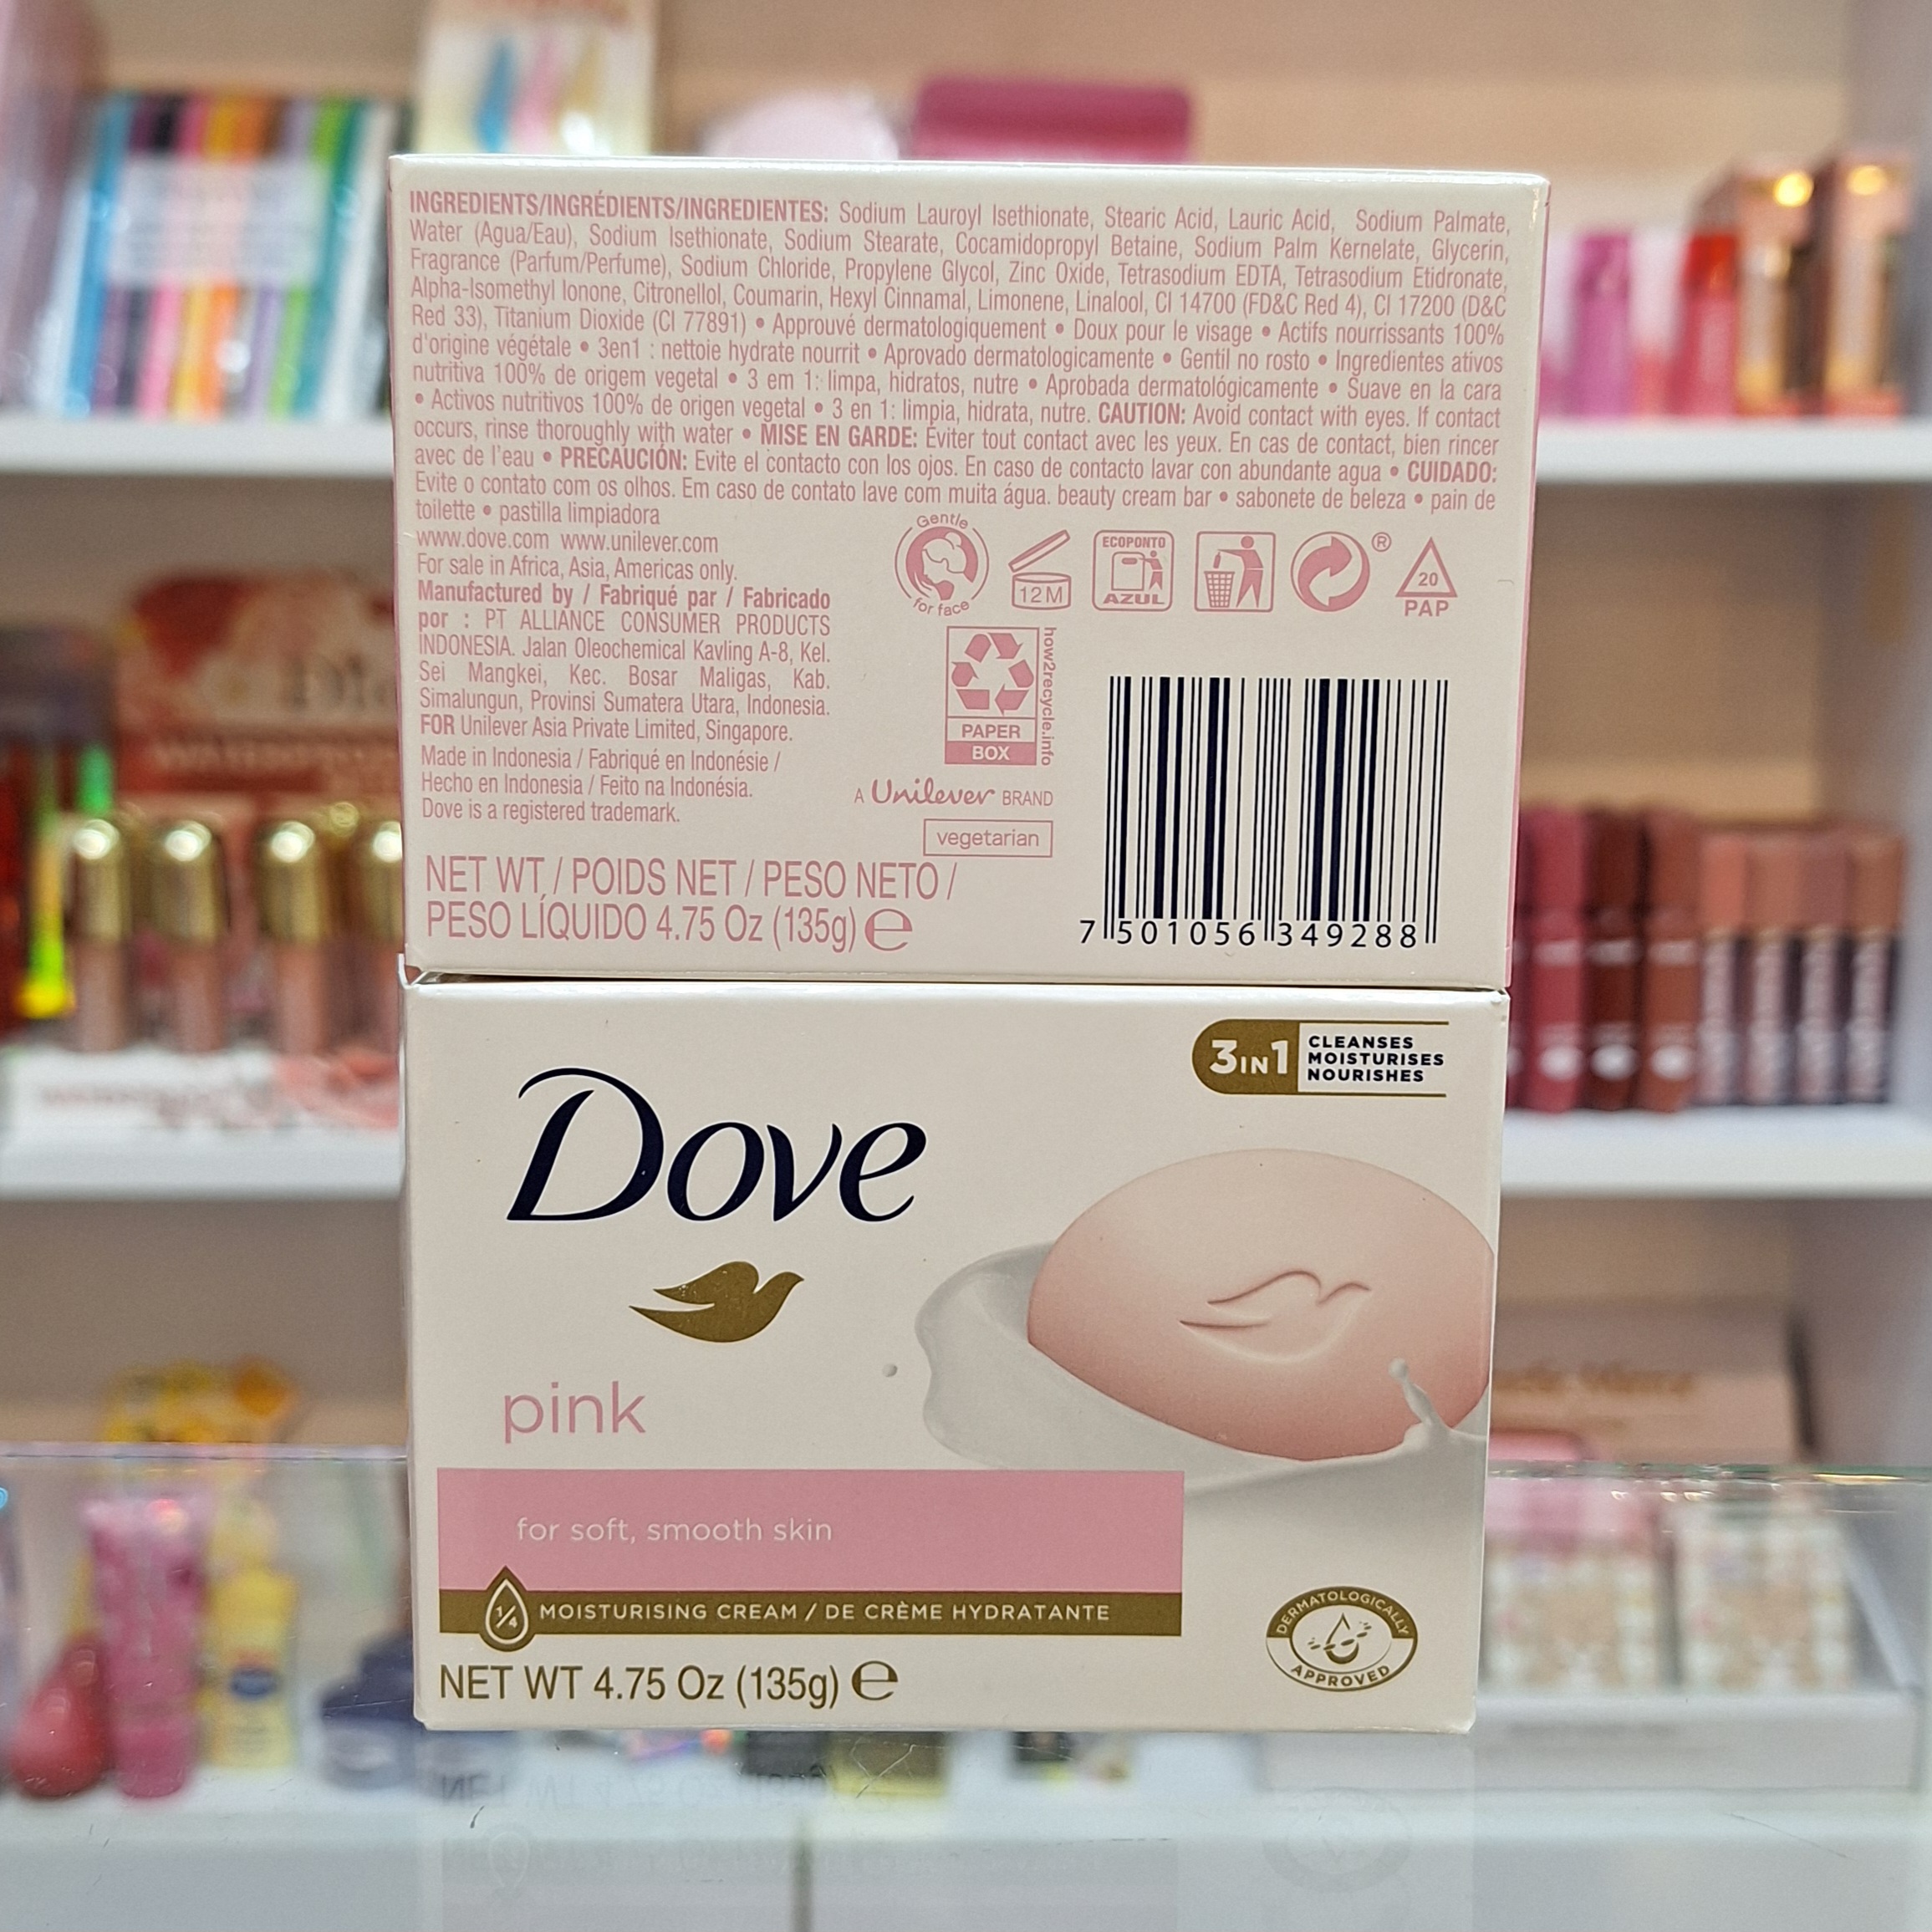 INGREDIENTS/INGRÉDIENTS/INGREDIENTES: Sodium Lauroyl Isethionate, Stearic Acid, Lauric Acid, Sodium Palmate,
Water (Agua/Eau), Sodium Isethionate, Sodium Stearate, Cocamidopropyl Betaine, Sodium Palm Kernelate, Glycerin,
Fragrance (Parfum/Perfume), Sodium Chloride, Propylene Glycol, Zinc Oxide, Tetrasodium EDTA, Tetrasodium Etidronate,
Alpha-Isomethyl Ionone, Citronellol, Coumarin, Hexyl Cinnamal, Limonene, Linalool, CI 14700 (FD&C Red 4), CI 17200 (D&C
Red 33), Titanium Dioxide (CI 77891) • Approuvé dermatologiquement • Doux pour le visage • Actifs nourrissants 100%
d'origine végétale • 3en1 : nettoie hydrate nourrit • Aprovado dermatologicamente • Gentil no rosto • Ingredientes ativos
nutritiva 100% de origem vegetal • 3 em 1: limpa, hidratos, nutre • Aprobada dermatológicamente • Suave en la cara
• Activos nutritivos 100% de origen vegetal • 3 en 1: limpia, hidrata, nutre. CAUTION: Avoid contact with eyes. If contact
occurs, rinse thoroughly with water • MISE EN GARDE: Éviter tout contact avec les yeux. En cas de contact, bien rincer
avec de l'eau • PRECAUCIÓN: Evite el contacto con los ojos. En caso de contacto lavar con abundante agua • CUIDADO:
Evite o contato com os olhos. Em caso de contato lave com muita água. beauty cream bar • sabonete de beleza • pain de
toilette • pastilla limpiadora
www.dove.com www.unilever.com
For sale in Africa, Asia, Americas only.
Manufactured by / Fabriqué par / Fabricado
por : PT ALLIANCE CONSUMER PRODUCTS
INDONESIA. Jalan Oleochemical Kavling A-8, Kel.
Sei Mangkei, Kec. Bosar Maligas, Kab.
Simalungun, Provinsi Sumatera Utara, Indonesia.
FOR Unilever Asia Private Limited, Singapore.
Made in Indonesia / Fabriqué en Indonésie /
Hecho en Indonesia / Feito na Indonésia.
Dove is a registered trademark.
Gentle
for face
12 M
ECOPONTO
AZUL
®
20
PAP
how2recycle.info
PAPER
BOX
A Unilever BRAND
vegetarian
NET WT / POIDS NET / PESO NETO /
PESO LÍQUIDO 4.75 Oz (135g) e
7 501056 349288
3IN1
CLEANSES
MOISTURISES
NOURISHES
Dove
pink
for soft, smooth skin
1/4 MOISTURISING CREAM / DE CRÈME HYDRATANTE
NET WT 4.75 Oz (135g) e
DERMATOLOGICALLY
APPROVED